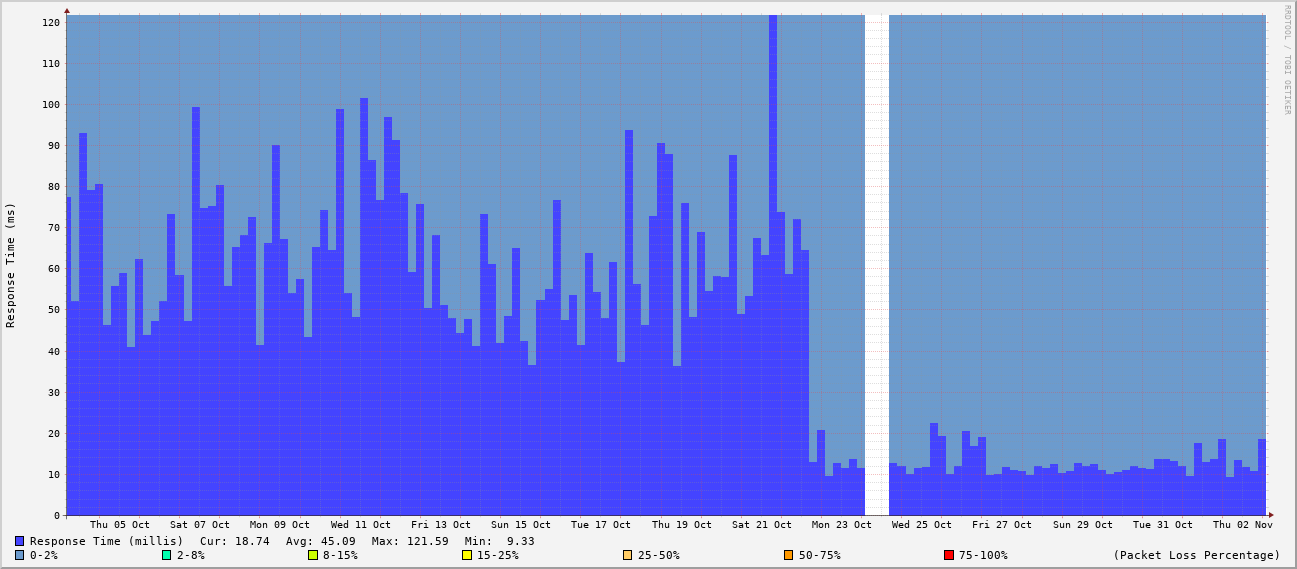 RRDTOOL / TOBI OETIKER
Response Time (ms)
120
110
100
90
80
70
60
50
40
30
20
10
0
Thu 05 Oct Sat 07 Oct Mon 09 Oct Wed 11 Oct Fri 13 Oct Sun 15 Oct Tue 17 Oct Thu 19 Oct Sat 21 Oct Mon 23 Oct Wed 25 Oct Fri 27 Oct Sun 29 Oct Tue 31 Oct Thu 02 Nov
Response Time (millis) Cur: 18.74 Avg: 45.09 Max: 121.59 Min: 9.33
0-2% 2-8% 8-15% 15-25% 25-50% 50-75% 75-100% (Packet Loss Percentage)